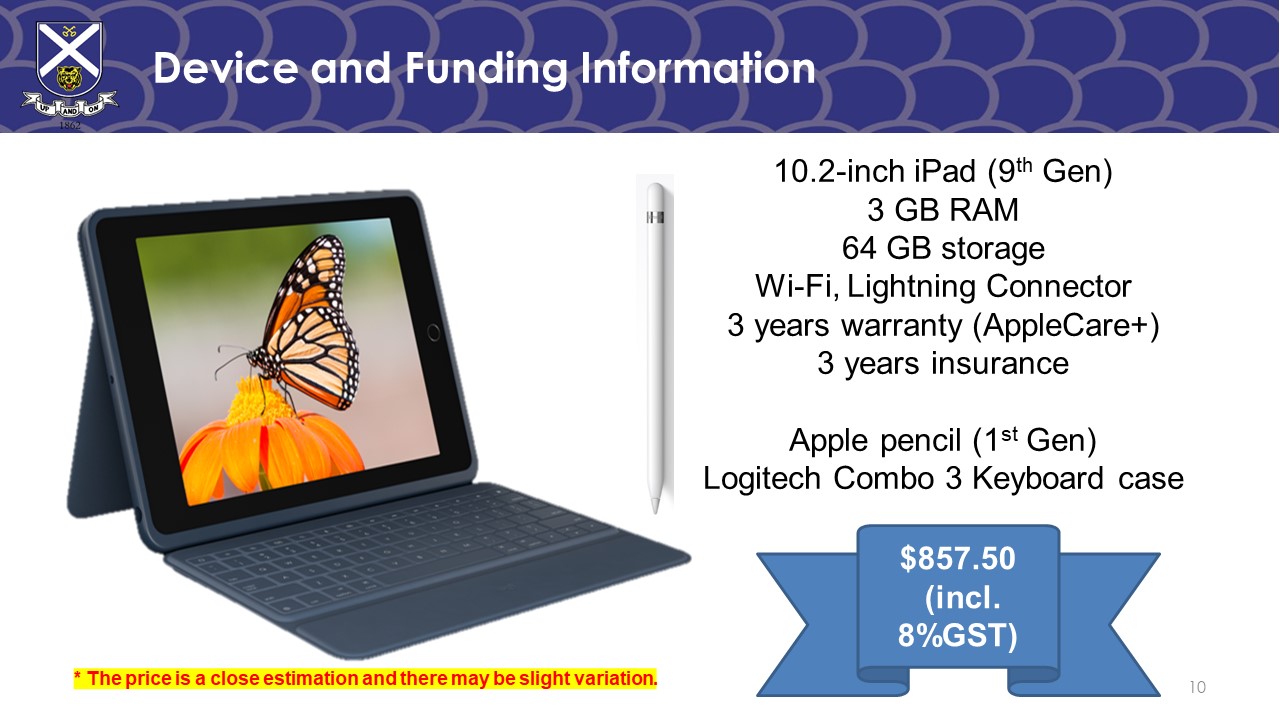 Device and Funding Information
UP AND ON
1862
10.2-inch iPad (9th Gen)
3 GB RAM
64 GB storage
Wi-Fi, Lightning Connector
3 years warranty (AppleCare+)
3 years insurance
Apple pencil (1st Gen)
Logitech Combo 3 Keyboard case
$857.50
(incl.
8%GST)
* The price is a close estimation and there may be slight variation.
10